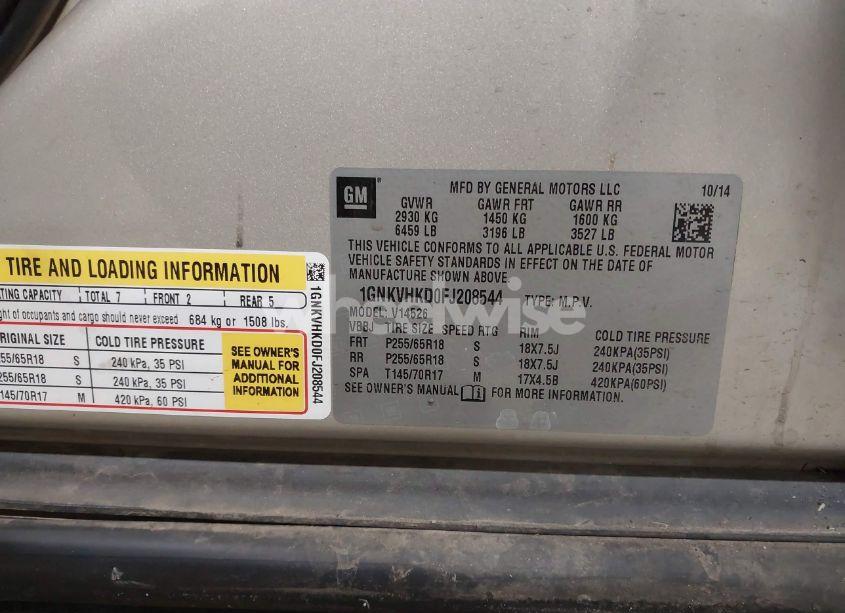 GM
MFD BY GENERAL MOTORS LLC 10/14
GVWR GAWR FRT GAWR RR
2930 KG 1450 KG 1600 KG
6459 LB 3196 LB 3527 LB
THIS VEHICLE CONFORMS TO ALL APPLICABLE U.S. FEDERAL MOTOR
VEHICLE SAFETY STANDARDS IN EFFECT ON THE DATE OF
MANUFACTURE SHOWN ABOVE.
1GNKVHKD0FJ208544 TYPE: M.P.V.
MODEL: V14526
VBBJ TIRE SIZE SPEED RTG RIM COLD TIRE PRESSURE
FRT P255/65R18 S 18X7.5J 240KPA(35PSI)
RR P255/65R18 S 18X7.5J 240KPA(35PSI)
SPA T145/70R17 M 17X4.5B 420KPA(60PSI)
SEE OWNER'S MANUAL FOR MORE INFORMATION.
TIRE AND LOADING INFORMATION
ATING CAPACITY TOTAL 7 FRONT 2 REAR 5
ght of occupants and cargo should never exceed 684 kg or 1508 lbs.
ORIGINAL SIZE COLD TIRE PRESSURE
255/65R18 S 240 kPa, 35 PSI
255/65R18 S 240 kPa, 35 PSI
145/70R17 M 420 kPa, 60 PSI
SEE OWNER'S
MANUAL FOR
ADDITIONAL
INFORMATION
1GNKVHKD0FJ208544
wheelwise